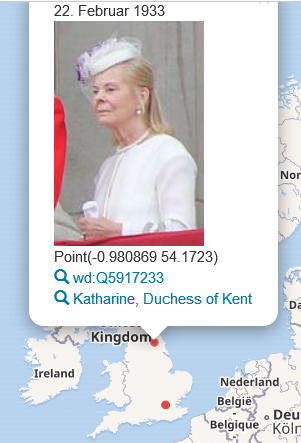 22. Februar 1933
Point(-0.980869 54.1723)
wd:Q5917233
Katharine, Duchess of Kent
Kingdom
Nor
Ireland
Da
Nederland
België
-
Belgique
Deu
Köln